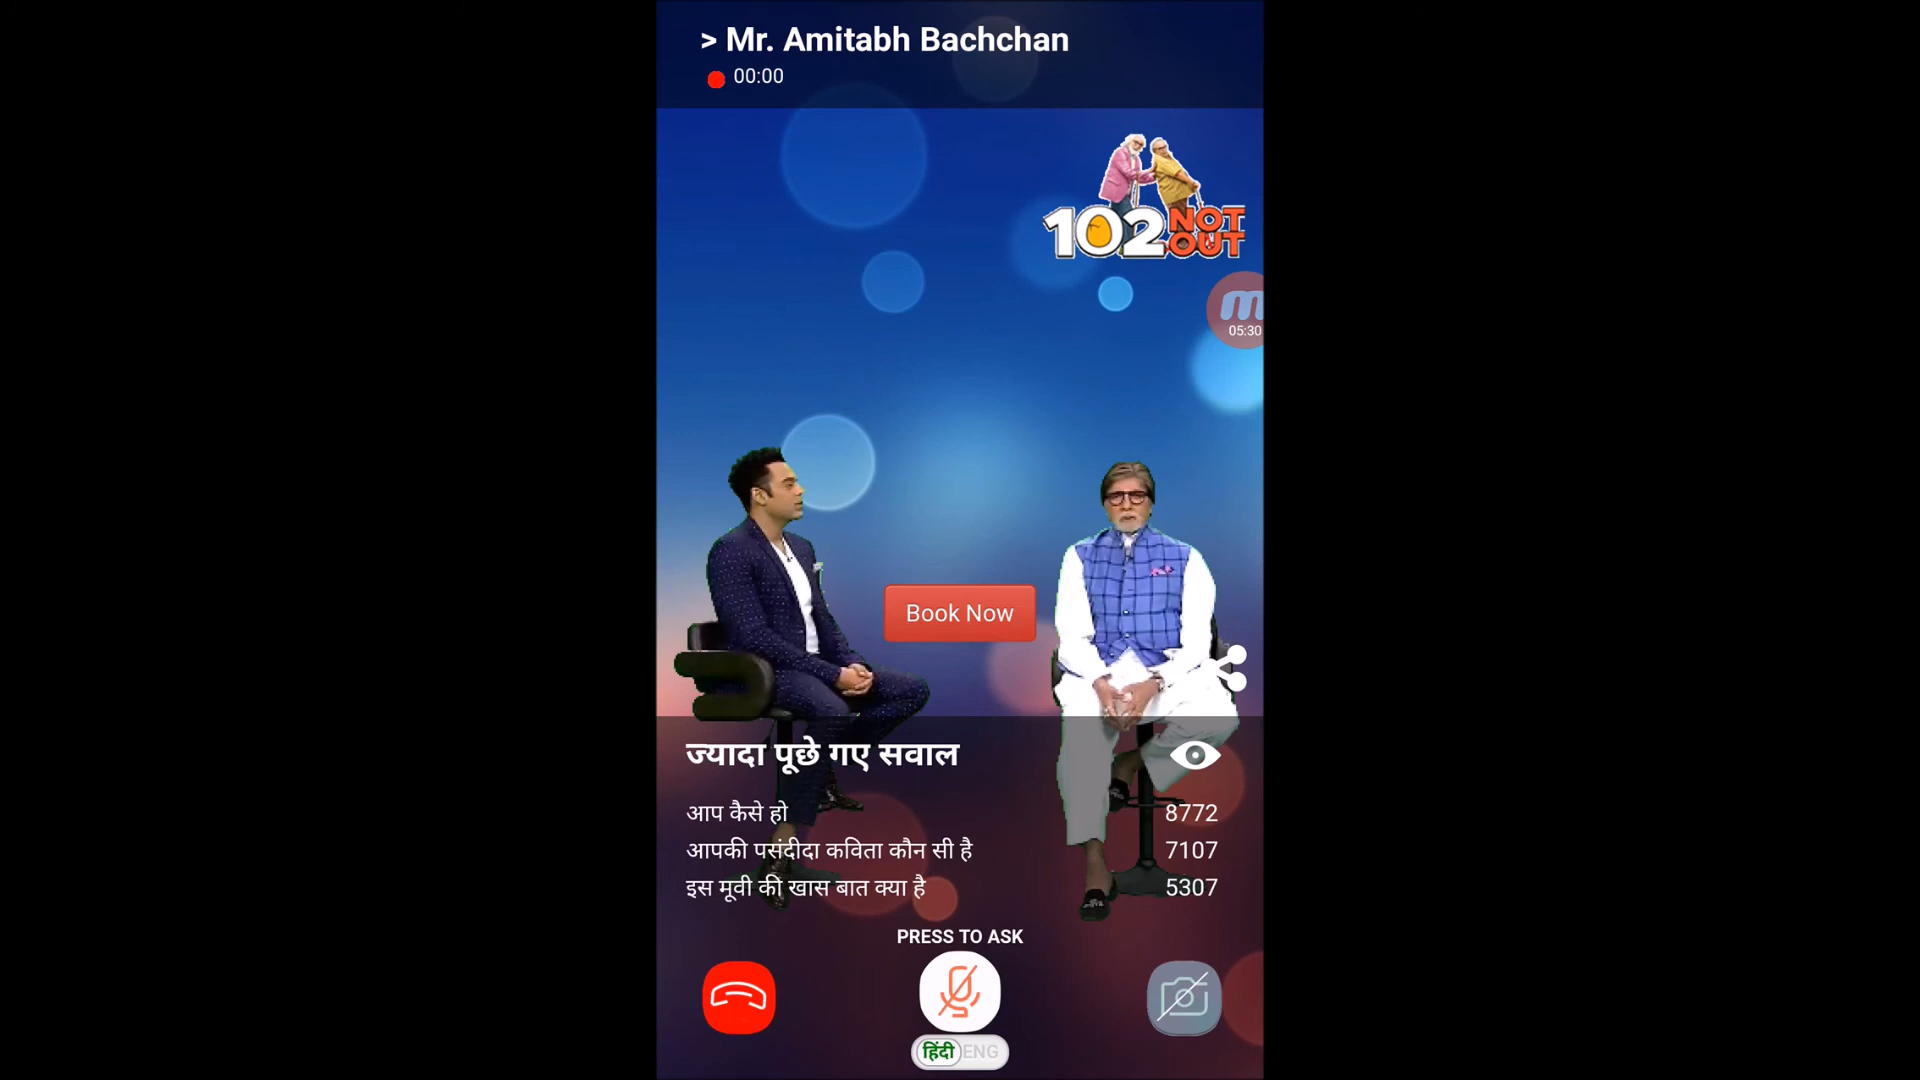 > Mr. Amitabh Bachchan
00:00
102 NOT OUT
05:30
Book Now
ज्यादा पूछे गए सवाल
आप कैसे हो 8772
आपकी पसंदीदा कविता कौन सी है 7107
इस मूवी की खास बात क्या है 5307
PRESS TO ASK
हिंदी ENG